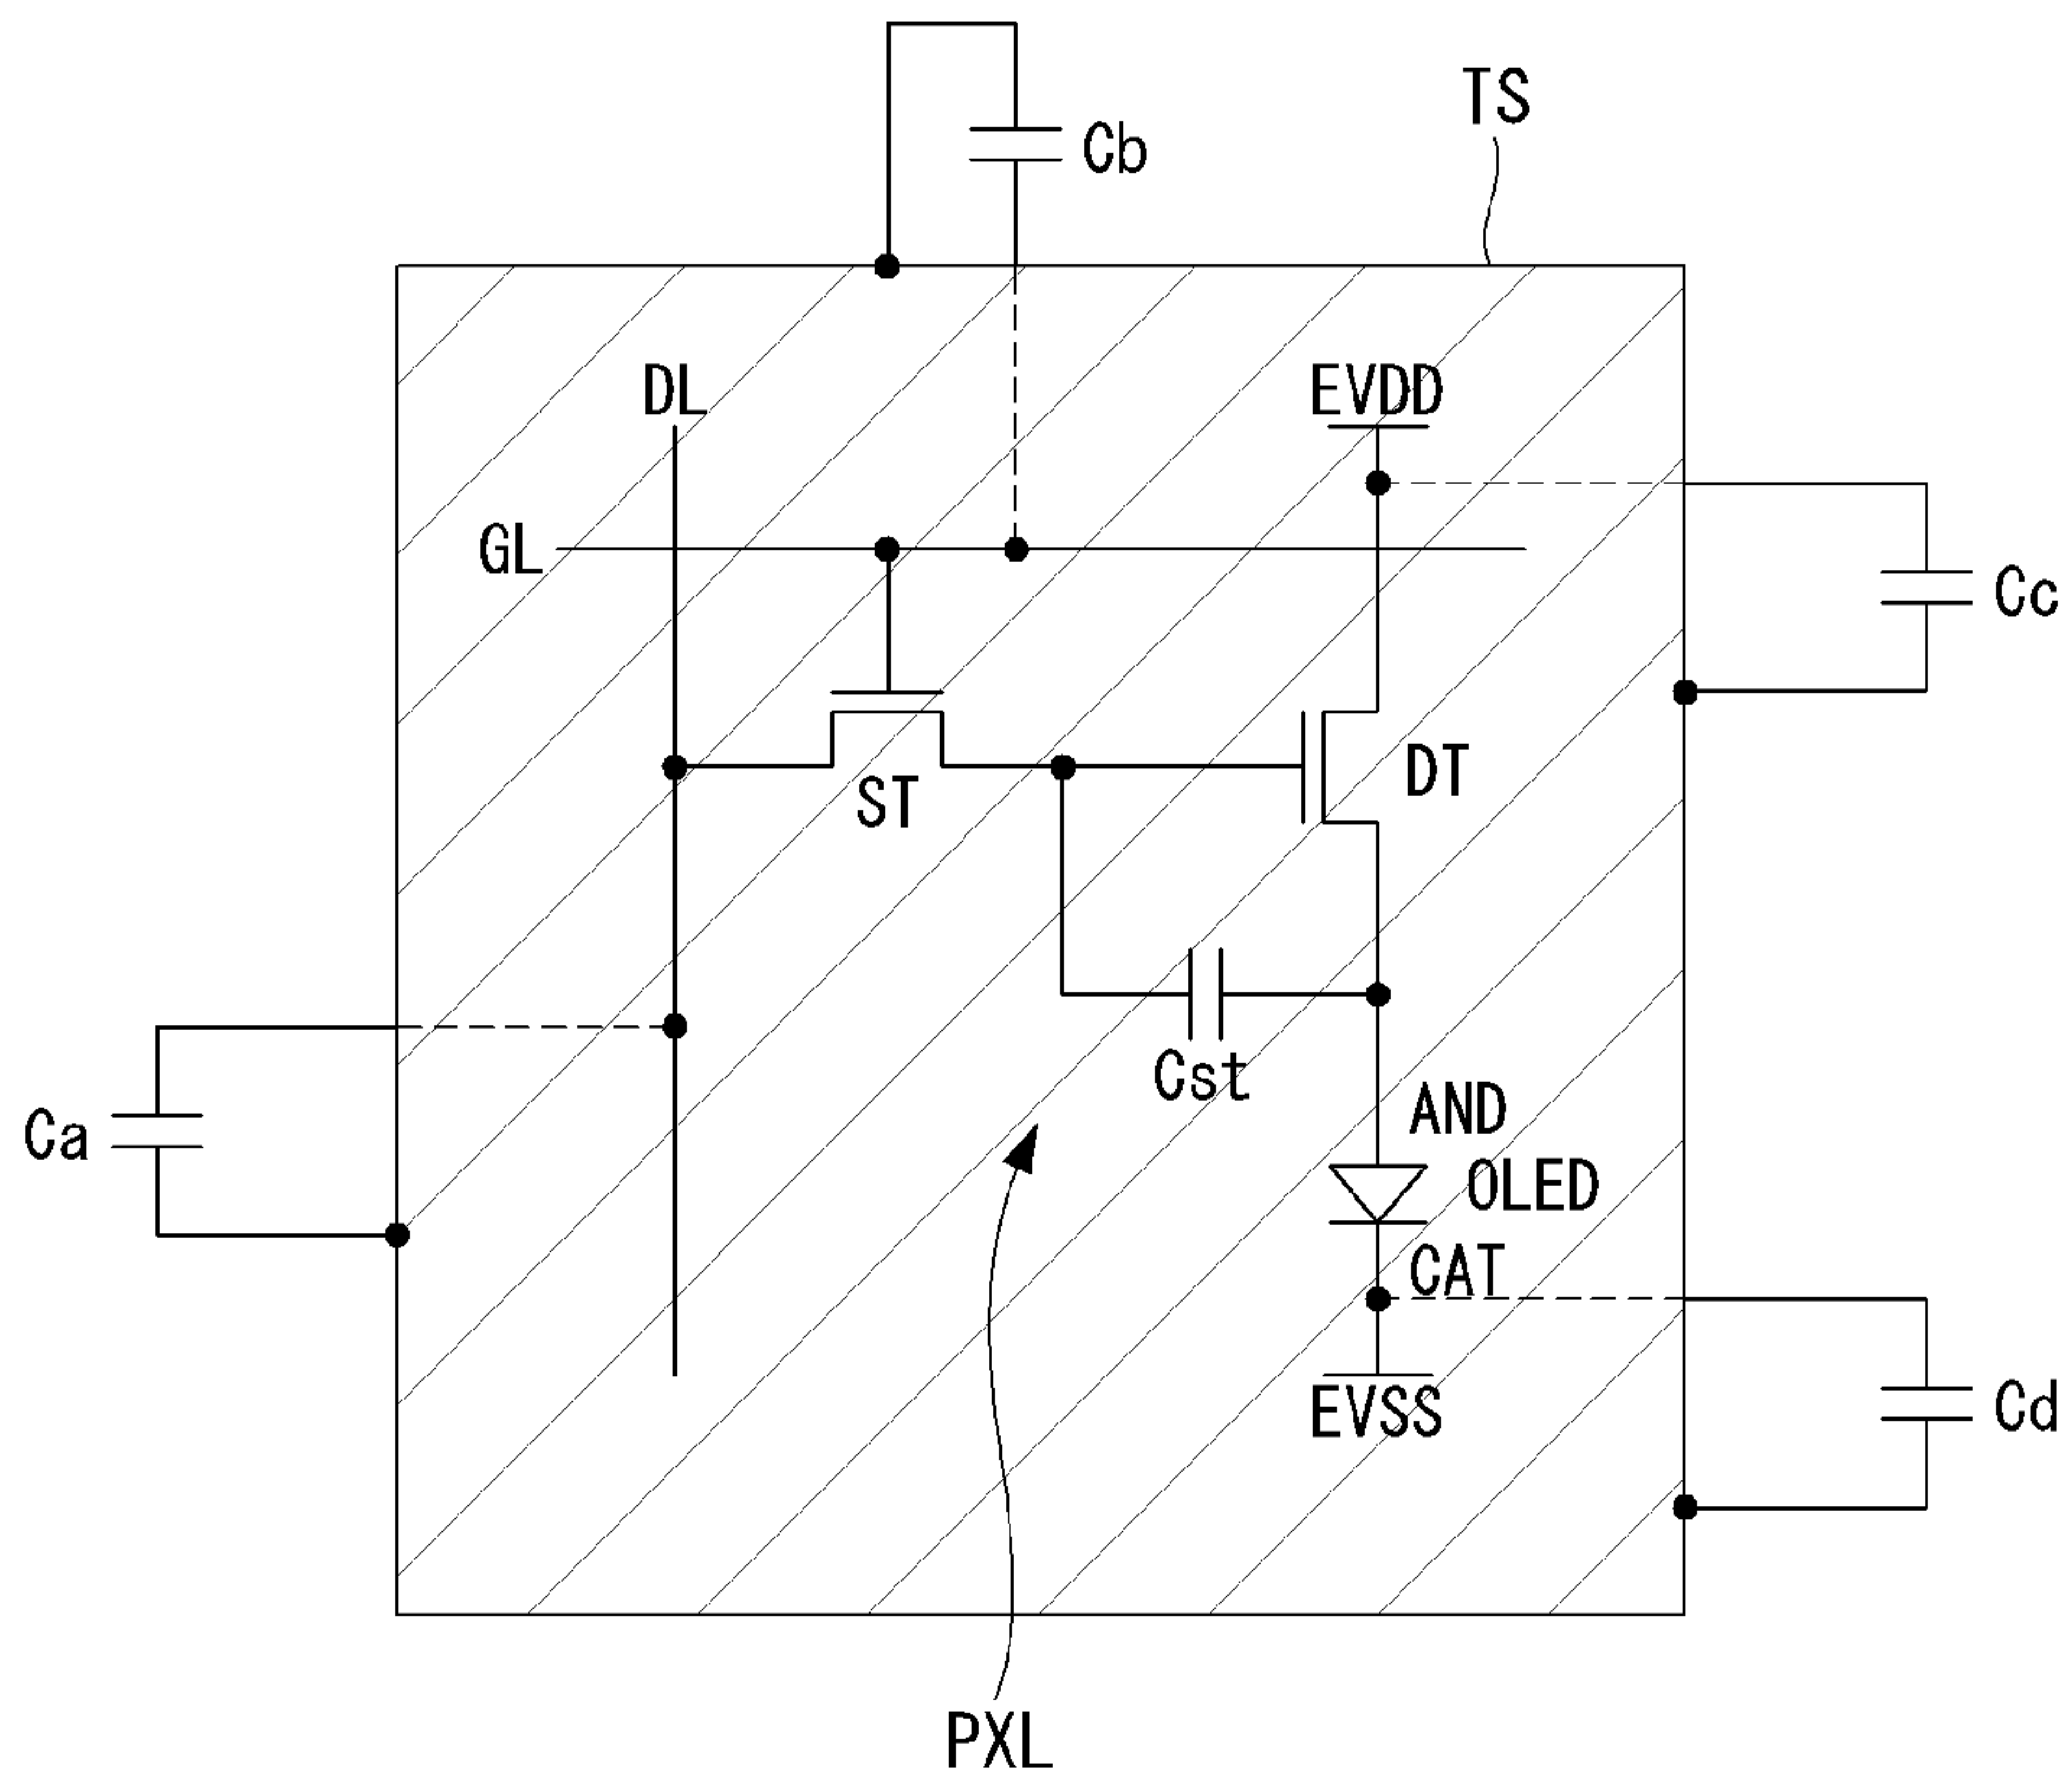 TS
Cb
DL
EVDD
GL
Cc
DT
ST
Cst
AND
Ca
OLED
CAT
EVSS
Cd
PXL